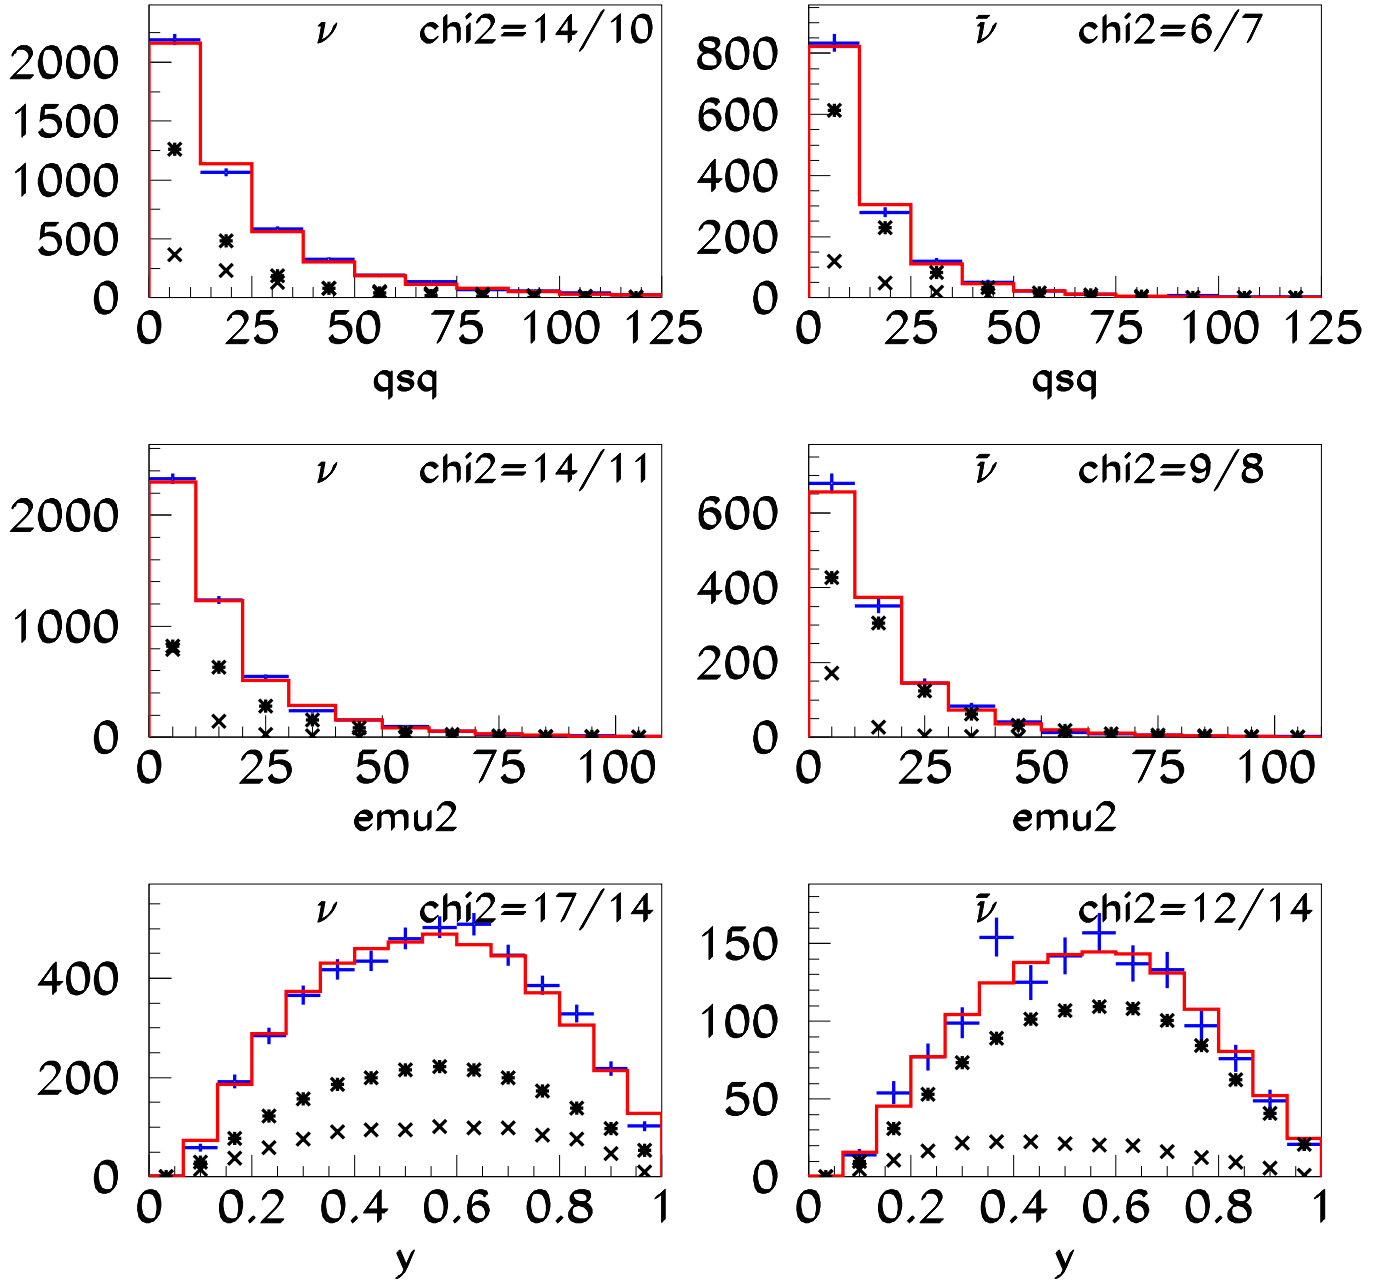 ν chi2=14/10
2000
1500
1000
500
0
0 25 50 75 100 125
qsq
ν̄ chi2=6/7
800
600
400
200
0
0 25 50 75 100 125
qsq
ν chi2=14/11
2000
1000
0
0 25 50 75 100
emu2
ν̄ chi2=9/8
600
400
200
0
0 25 50 75 100
emu2
ν chi2=17/14
400
200
0
0 0.2 0.4 0.6 0.8 1
y
ν̄ chi2=12/14
150
100
50
0
0 0.2 0.4 0.6 0.8 1
y